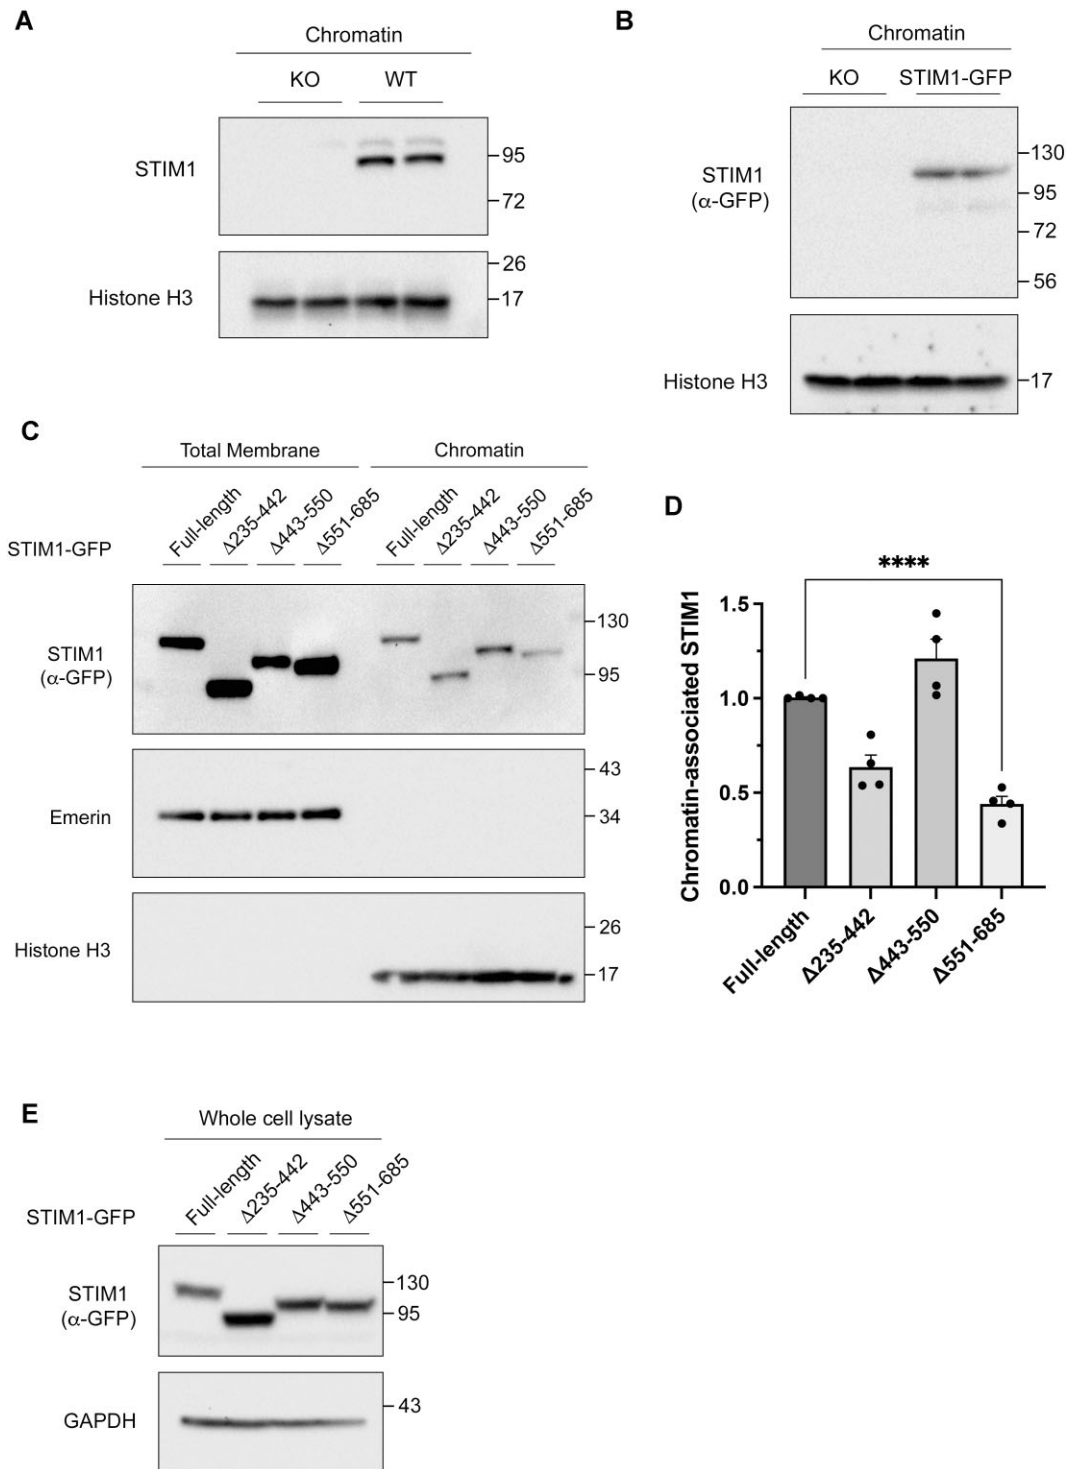 A
Chromatin
KO WT
STIM1
95
72
Histone H3
26
17
B
Chromatin
KO STIM1-GFP
STIM1
(α-GFP)
130
95
72
56
Histone H3
17
C
Total Membrane Chromatin
STIM1-GFP
Full-length Δ235-442 Δ443-550 Δ551-685 Full-length Δ235-442 Δ443-550 Δ551-685
STIM1
(α-GFP)
130
95
Emerin
43
34
Histone H3
26
17
D
****
Chromatin-associated STIM1
1.5
1.0
0.5
0.0
Full-length Δ235-442 Δ443-550 Δ551-685
E
Whole cell lysate
STIM1-GFP
Full-length Δ235-442 Δ443-550 Δ551-685
STIM1
(α-GFP)
130
95
GAPDH
43